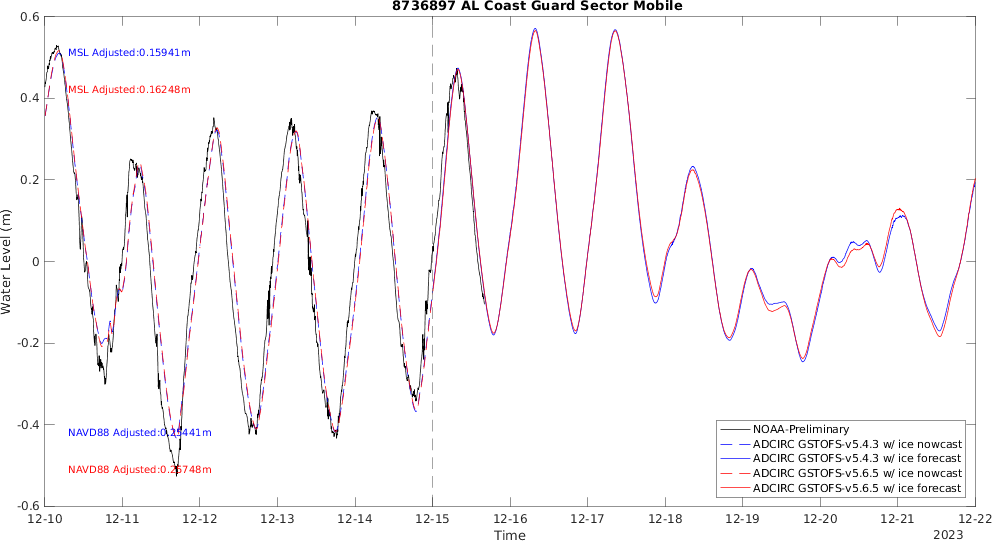 8736897 AL Coast Guard Sector Mobile
0.6
0.4
0.2
0
-0.2
-0.4
-0.6
Water Level (m)
MSL Adjusted:0.15941m
MSL Adjusted:0.16248m
NAVD88 Adjusted:0.25441m
NAVD88 Adjusted:0.25748m
NOAA-Preliminary
ADCIRC GSTOFS-v5.4.3 w/ ice nowcast
ADCIRC GSTOFS-v5.4.3 w/ ice forecast
ADCIRC GSTOFS-v5.6.5 w/ ice nowcast
ADCIRC GSTOFS-v5.6.5 w/ ice forecast
12-10 12-11 12-12 12-13 12-14 12-15 12-16 12-17 12-18 12-19 12-20 12-21 12-22
Time
2023